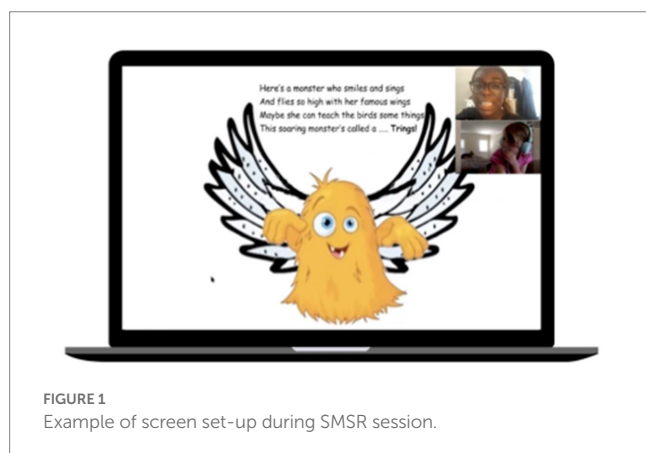 Here's a monster who smiles and sings
And flies so high with her famous wings
Maybe she can teach the birds some things
This soaring monster's called a .... Trings!
FIGURE 1
Example of screen set-up during SMSR session.